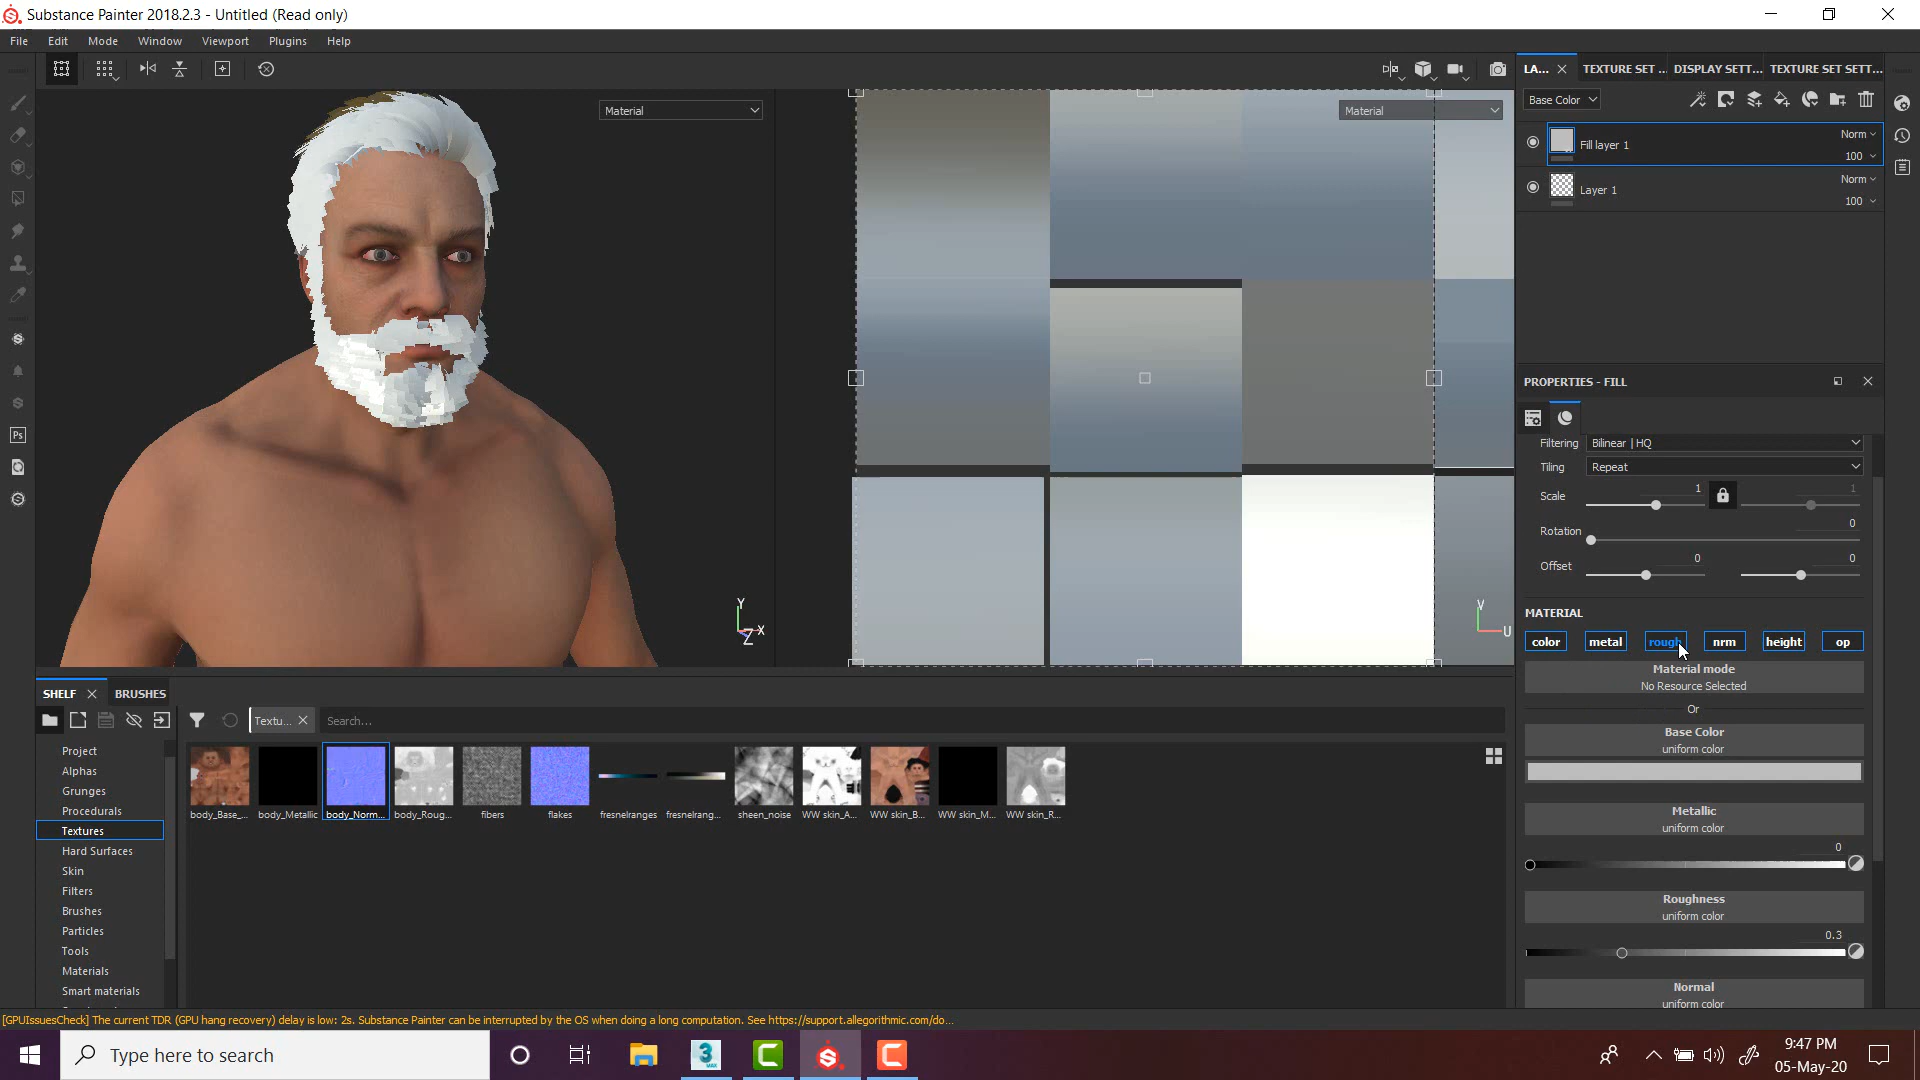 Substance Painter 2018.2.3 - Untitled (Read only)
File Edit Mode Window Viewport Plugins Help
LA... TEXTURE SET ... DISPLAY SETT... TEXTURE SET SETT...
Material
Material
Base Color
Fill layer 1 Norm 100
Layer 1 Norm 100
PROPERTIES - FILL
Filtering Bilinear | HQ
Tiling Repeat
Scale 1 1
Rotation 0
Offset 0 0
MATERIAL
color metal rough nrm height op
Material mode
No Resource Selected
Or
Base Color
uniform color
Metallic
uniform color
0
Roughness
uniform color
0.3
Normal
uniform color
Y
X
Z
V
U
Ps
SHELF BRUSHES
Textu... Search...
Project
Alphas
Grunges
Procedurals
Textures
Hard Surfaces
Skin
Filters
Brushes
Particles
Tools
Materials
Smart materials
body_Base_... body_Metallic body_Norm... body_Roug... fibers flakes fresnelranges fresnelrang... sheen_noise WW skin_A... WW skin_B... WW skin_M... WW skin_R...
[GPUIssuesCheck] The current TDR (GPU hang recovery) delay is low: 2s. Substance Painter can be interrupted by the OS when doing a long computation. See https://support.allegorithmic.com/do...
Type here to search
9:47 PM
05-May-20